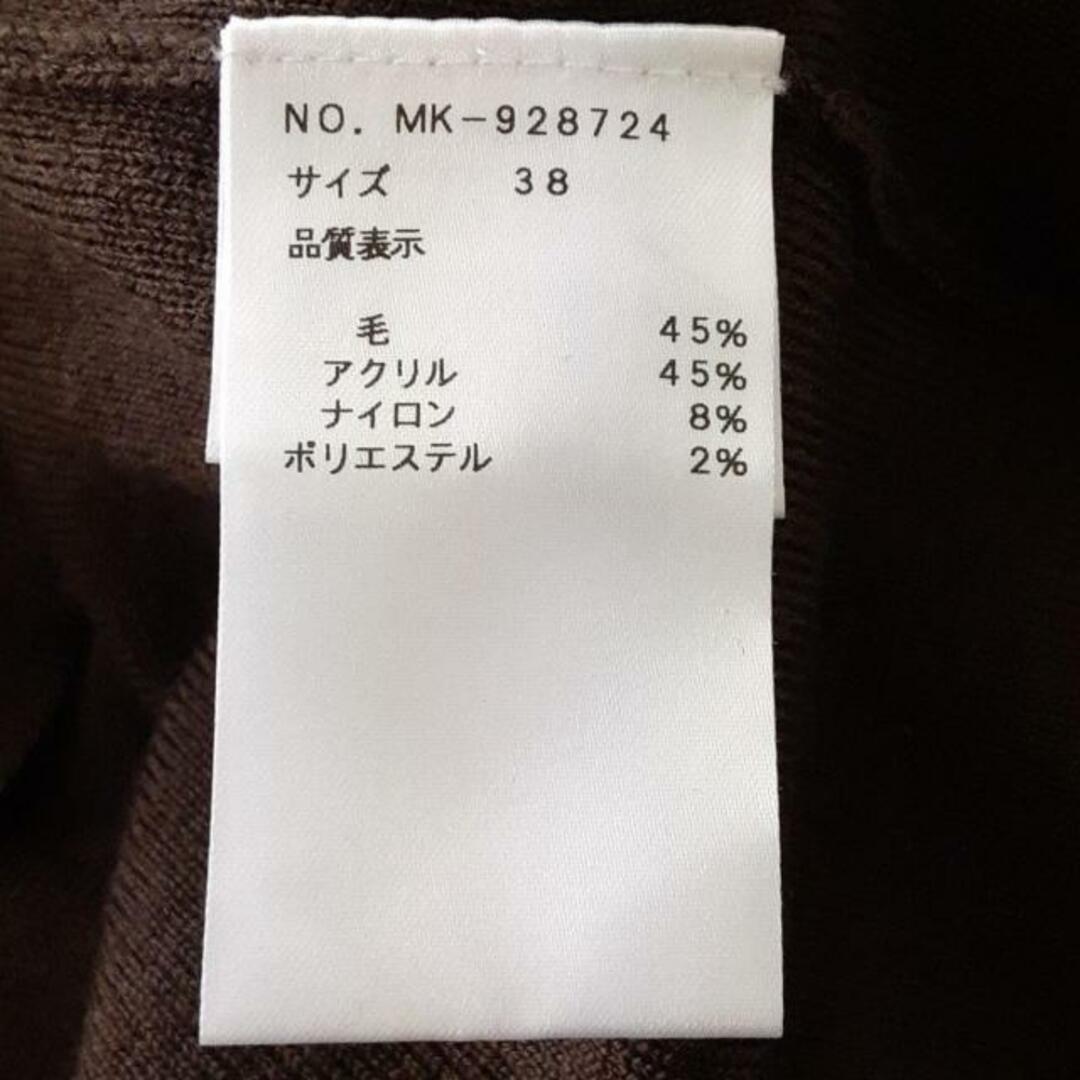 NO. MK-928724
サイズ 38
品質表示
毛 45%
アクリル 45%
ナイロン 8%
ポリエステル 2%